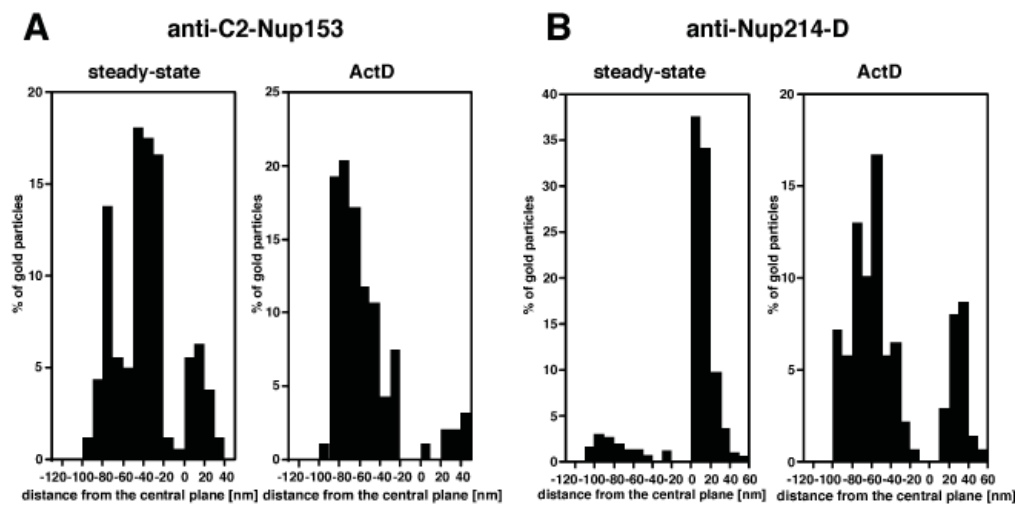 A anti-C2-Nup153
steady-state ActD
% of gold particles
20
15
10
5
0
-120-100-80-60-40-20 0 20 40
distance from the central plane [nm]
% of gold particles
25
20
15
10
5
0
-120-100-80-60-40-20 0 20 40
distance from the central plane [nm]
B anti-Nup214-D
steady-state ActD
% of gold particles
40
35
30
25
20
15
10
5
0
-120-100-80-60-40-20 0 20 40 60
distance from the central plane [nm]
% of gold particles
20
15
10
5
0
-120-100-80-60-40-20 0 20 40 60
distance from the central plane [nm]